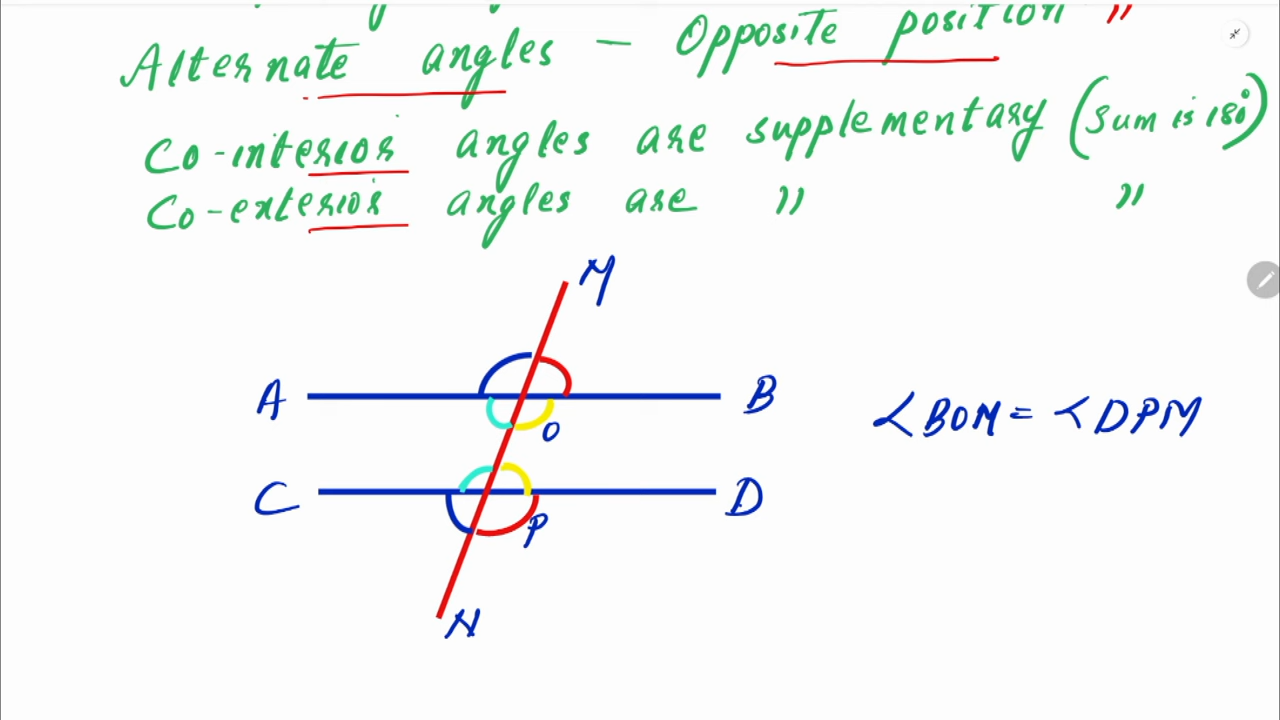 Alternate angles - Opposite position "
Co-interior angles are supplementary (Sum is 180°)
Co-exterior angles are " "
M
A B
O
∠BOM = ∠DPM
C D
P
N